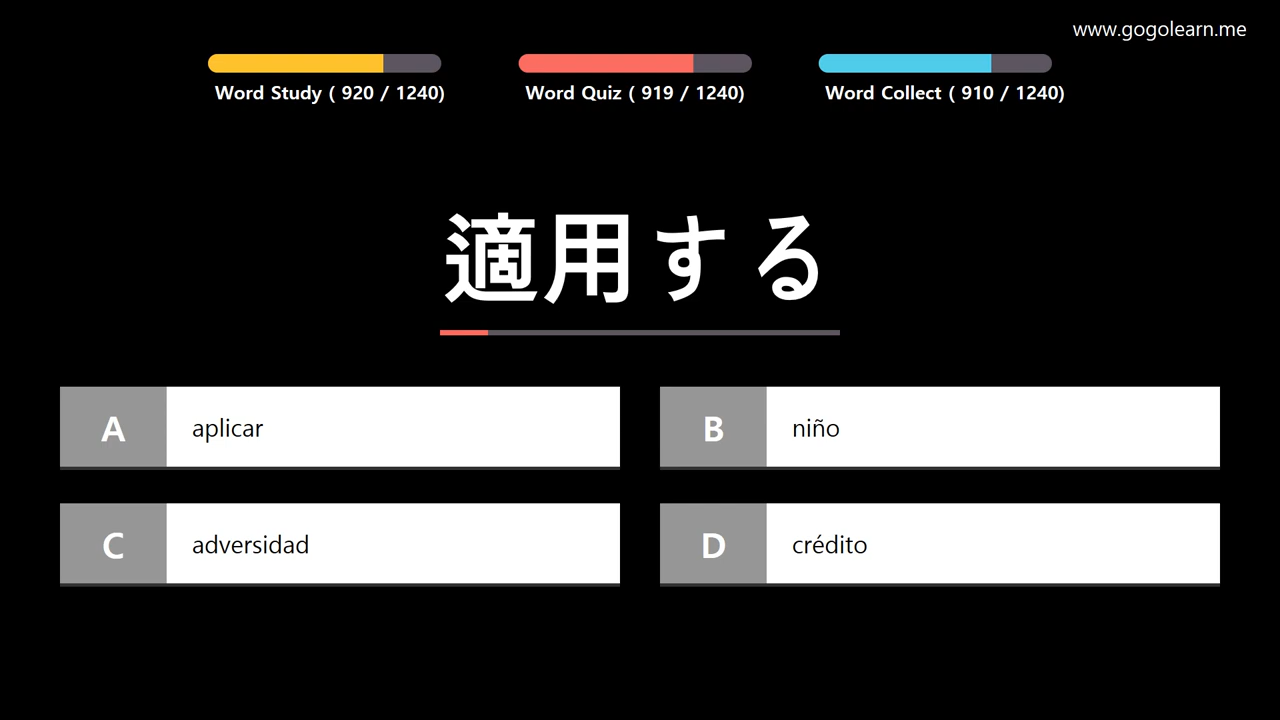 www.gogolearn.me
Word Study ( 920 / 1240)
Word Quiz ( 919 / 1240)
Word Collect ( 910 / 1240)
適用する
A
aplicar
B
niño
C
adversidad
D
crédito